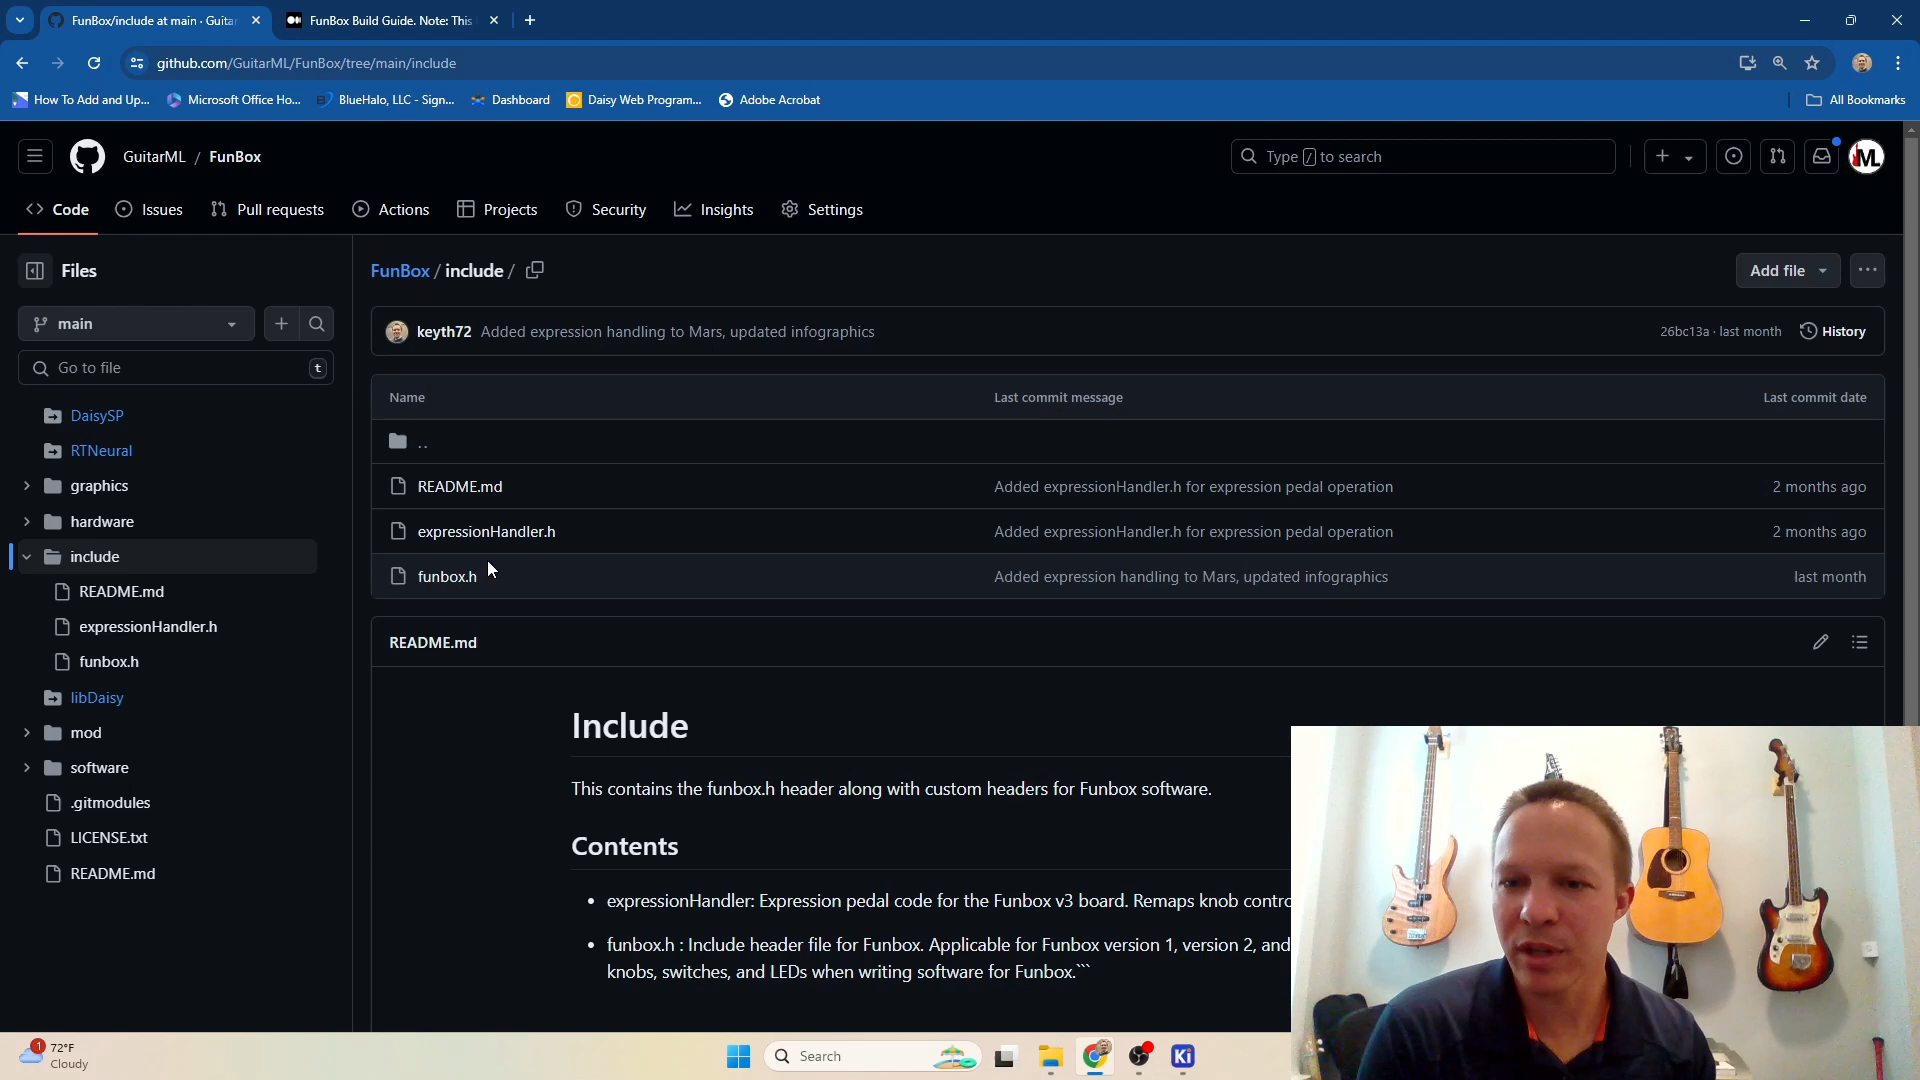 FunBox/include at main · Guitar
FunBox Build Guide. Note: This
github.com/GuitarML/FunBox/tree/main/include
How To Add and Up...
Microsoft Office Ho...
BlueHalo, LLC - Sign...
Dashboard
Daisy Web Program...
Adobe Acrobat
All Bookmarks
GuitarML / FunBox
Type / to search
ML
Code
Issues
Pull requests
Actions
Projects
Security
Insights
Settings
Files
FunBox / include /
Add file
main
keyth72 Added expression handling to Mars, updated infographics
26bc13a · last month
History
Go to file
t
Name
Last commit message
Last commit date
DaisySP
..
RTNeural
README.md
Added expressionHandler.h for expression pedal operation
2 months ago
graphics
hardware
expressionHandler.h
Added expressionHandler.h for expression pedal operation
2 months ago
include
funbox.h
Added expression handling to Mars, updated infographics
last month
README.md
expressionHandler.h
funbox.h
libDaisy
mod
software
.gitmodules
LICENSE.txt
README.md
README.md
Include
This contains the funbox.h header along with custom headers for Funbox software.
Contents
• expressionHandler: Expression pedal code for the Funbox v3 board. Remaps knob contro
• funbox.h : Include header file for Funbox. Applicable for Funbox version 1, version 2, and
knobs, switches, and LEDs when writing software for Funbox.```
1
72°F
Cloudy
Search
Ki